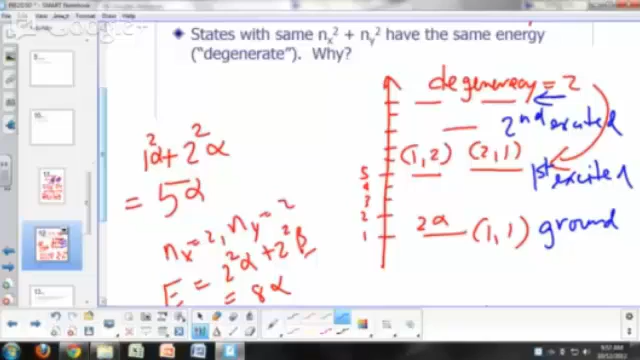 States with same nx² + ny² have the same energy
("degenerate"). Why?
degeneracy = 2
2nd excited
1²α + 2²α
= 5α
(1,2) (2,1)
1st excited
5
4
3
2
1
2α (1,1) ground
nx=2, ny=2
E = 2²α + 2²β
= 8α